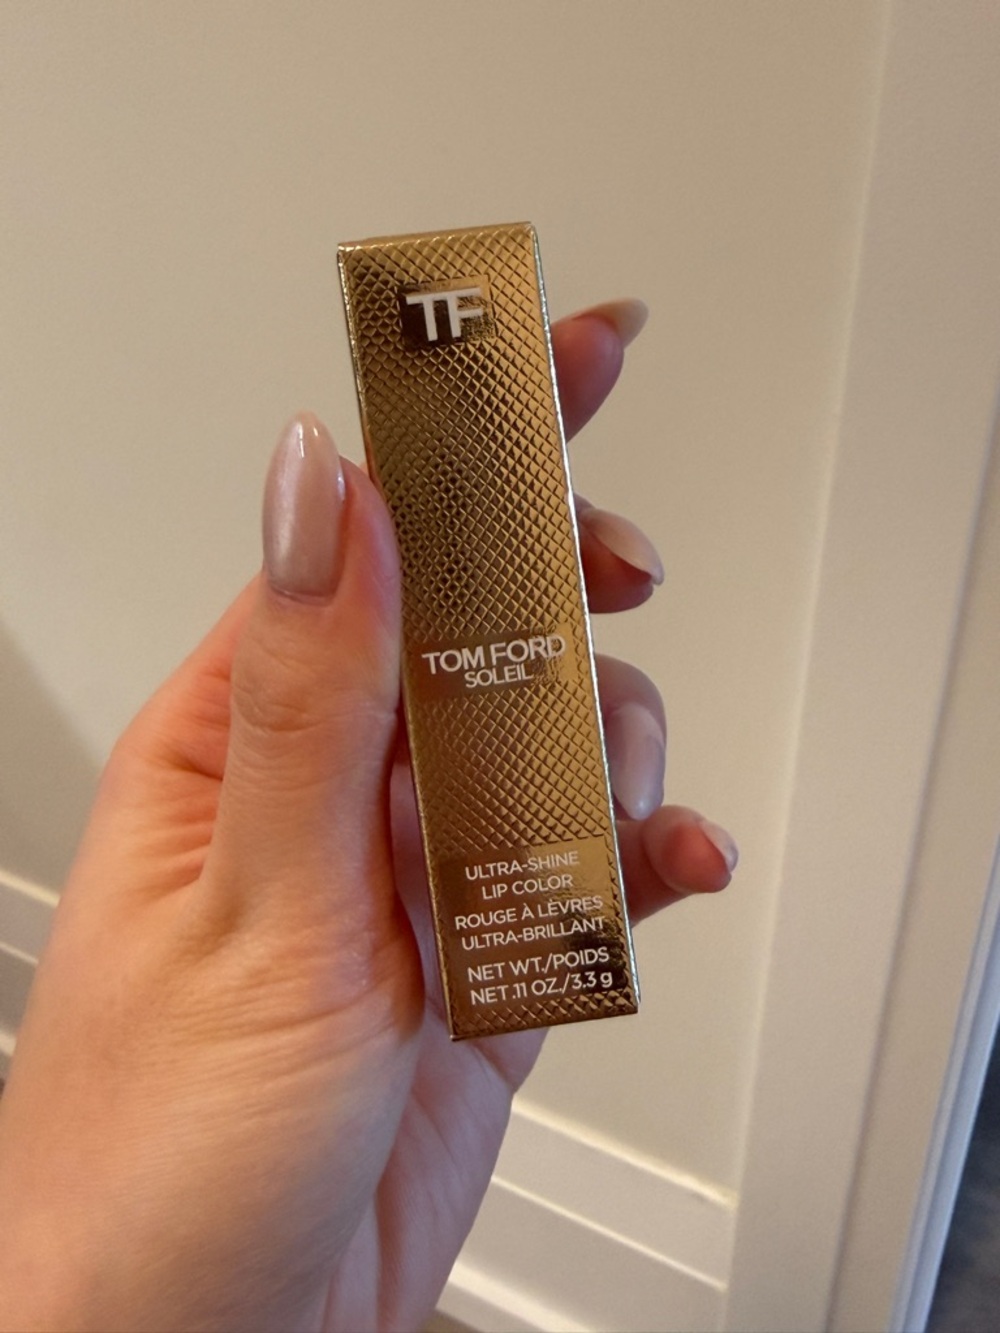 TF
TOM FORD
SOLEIL
ULTRA-SHINE
LIP COLOR
ROUGE À LÈVRES
ULTRA-BRILLANT
NET WT./POIDS
NET .11 OZ./3.3 g